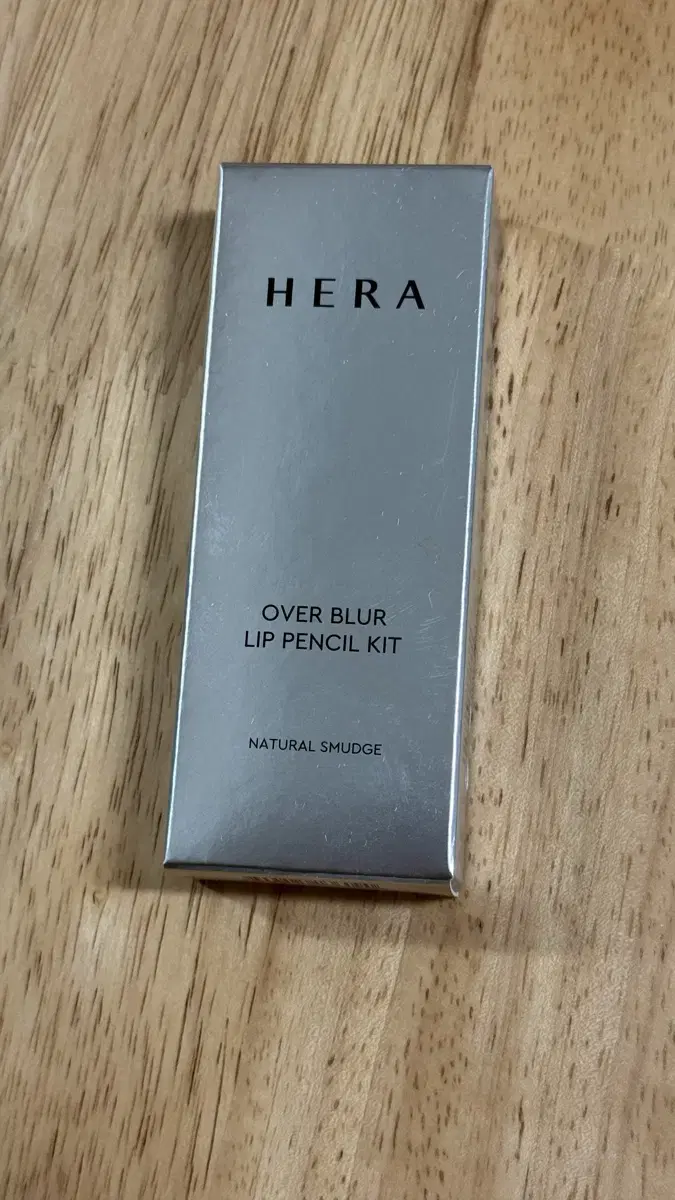 HERA
OVER BLUR
LIP PENCIL KIT
NATURAL SMUDGE